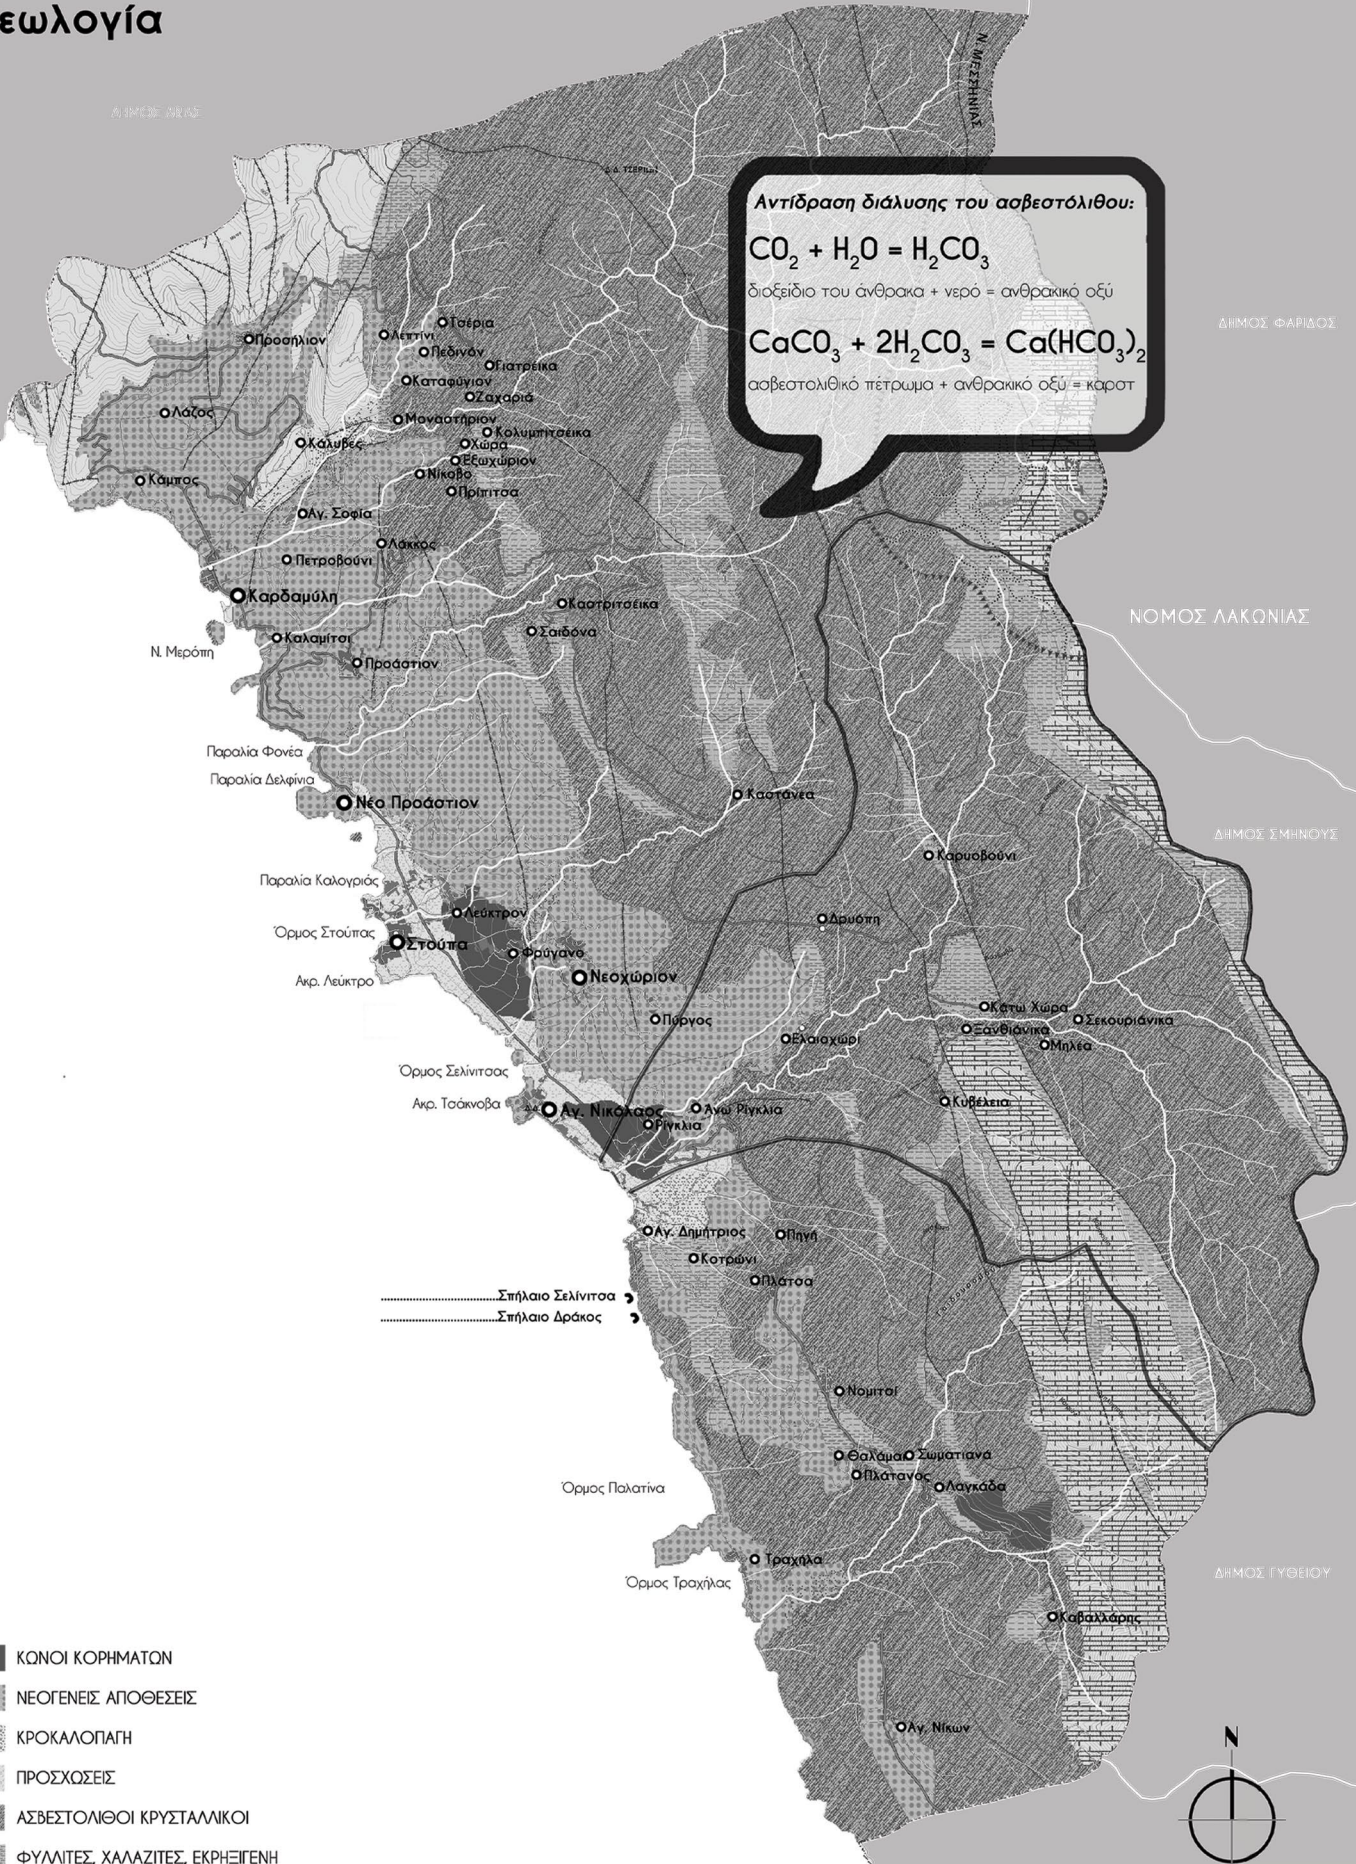 εωλογία
Ν. ΜΕΣΣΗΝΙΑΣ
Δ.Δ. ΤΣΕΡΙΩΝ
Αντίδραση διάλυσης του ασβεστόλιθου:
CO2 + H2O = H2CO3
διοξείδιο του άνθρακα + νερό = ανθρακικό οξύ
CaCO3 + 2H2CO3 = Ca(HCO3)2
ασβεστολιθικό πέτρωμα + ανθρακικό οξύ = καρστ
ΔΗΜΟΣ ΦΑΡΙΔΟΣ
Τσέρια
Λεπτίνι
Προσήλιον
Πεδινόν
Γιατρέικα
Καταφύγιον
Ζαχαριά
Λάζος
Μοναστήριον
Κολυμπιτσέικα
Κάλυβες
Χώρα
Εξωχώριον
Νίκοβο
Κάμπος
Πρίπιτσα
Αγ. Σοφία
Λάκκος
Πετροβούνι
Καρδαμύλη
Καστριτσέικα
ΝΟΜΟΣ ΛΑΚΩΝΙΑΣ
Σαϊδόνα
Καλαμίτσι
Ν. Μερόπη
Προάστιον
Παραλία Φονέα
Παραλία Δελφίνια
Καστάνεα
Νέο Προάστιον
ΔΗΜΟΣ ΣΜΗΝΟΥΣ
Καρυοβούνι
Παραλία Καλογριάς
Λεύκτρον
Δρυόπη
Όρμος Στούπας
Στούπα
Φρύγανο
Ακρ. Λεύκτρο
Νεοχώριον
Κάτω Χώρα
Πύργος
Σεκουριάνικα
Ξανθιάνικα
Ελαιοχώρι
Μηλέα
Όρμος Σελίνιτσας
Ακρ. Τσάκνοβα
Κυβέλεια
Αγ. Νικόλαος
Άνω Ρίγκλια
Ρίγκλια
Αγ. Δημήτριος
Πηγή
Κοτρώνι
Πλάτσα
Σπήλαιο Σελίνιτσα
Σπήλαιο Δράκος
Νομιτσί
Θαλάμαι
Σωματιανά
Πλάτανος
Λαγκάδα
Όρμος Παλατίνα
Τραχήλα
Όρμος Τραχήλας
ΔΗΜΟΣ ΓΥΘΕΙΟΥ
Καβαλλάρης
ΚΩΝΟΙ ΚΟΡΗΜΑΤΩΝ
ΝΕΟΓΕΝΕΙΣ ΑΠΟΘΕΣΕΙΣ
ΚΡΟΚΑΛΟΠΑΓΗ
ΠΡΟΣΧΩΣΕΙΣ
ΑΣΒΕΣΤΟΛΙΘΟΙ ΚΡΥΣΤΑΛΛΙΚΟΙ
ΦΥΛΛΙΤΕΣ, ΧΑΛΑΖΙΤΕΣ, ΕΚΡΗΞΙΓΕΝΗ
Αγ. Νίκων
N